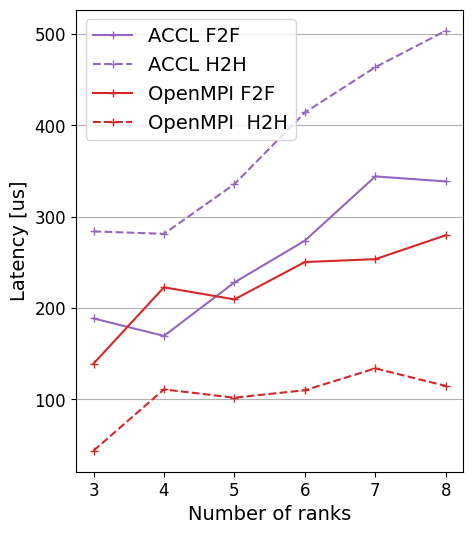 ACCL F2F
ACCL H2H
OpenMPI F2F
OpenMPI  H2H
500
400
300
200
100
Latency [us]
3 4 5 6 7 8
Number of ranks